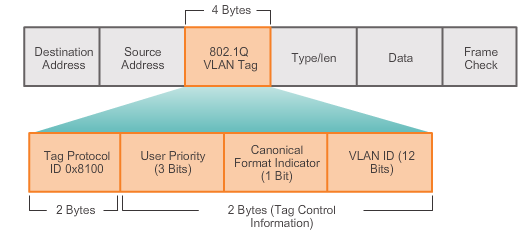 4 Bytes
Destination
Address
Source
Address
802.1Q
VLAN Tag
Type/len
Data
Frame
Check
Tag Protocol
ID 0x8100
User Priority
(3 Bits)
Canonical
Format Indicator
(1 Bit)
VLAN ID (12
Bits)
2 Bytes
2 Bytes (Tag Control
Information)